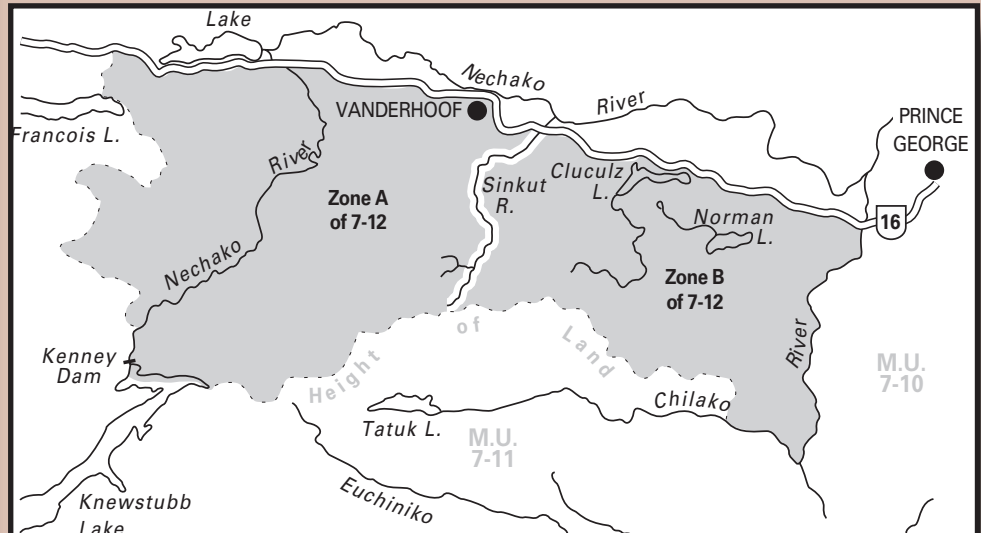 Lake
Nechako
River
VANDERHOOF
PRINCE
GEORGE
Francois L.
River
Cluculz
L.
Sinkut
R.
Zone A
of 7-12
Norman
L.
16
Nechako
Zone B
of 7-12
of
Height
Land
River
Kenney
Dam
M.U.
7-10
Chilako
Tatuk L.
M.U.
7-11
Euchiniko
Knewstubb
Lake